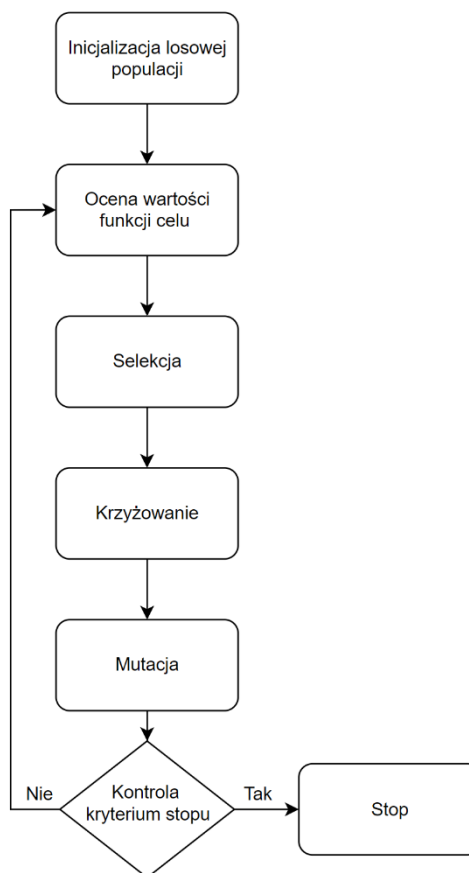 Inicjalizacja losowej
populacji
Ocena wartości
funkcji celu
Selekcja
Krzyżowanie
Mutacja
Nie
Kontrola
kryterium stopu
Tak
Stop